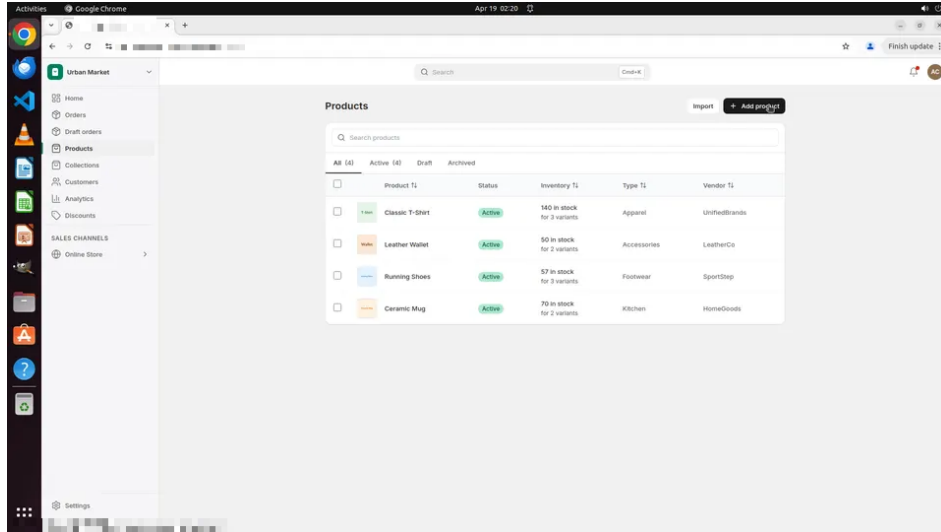 Activities Google Chrome Apr 19 02:20
Finish update
Urban Market Search Cmd+K AC
Home
Orders
Draft orders
Products
Collections
Customers
Analytics
Discounts
SALES CHANNELS
Online Store
Settings
Products Import + Add product
Search products
All (4) Active (4) Draft Archived
Product Status Inventory Type Vendor
Classic T-Shirt Active 140 in stock Apparel UnifiedBrands
for 3 variants
Leather Wallet Active 50 in stock Accessories LeatherCo
for 2 variants
Running Shoes Active 57 in stock Footwear SportStep
for 3 variants
Ceramic Mug Active 70 in stock Kitchen HomeGoods
for 2 variants